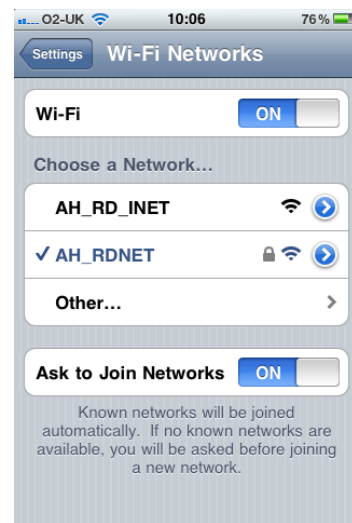 O2-UK 10:06 76%
Settings Wi-Fi Networks
Wi-Fi ON
Choose a Network...
AH_RD_INET
AH_RDNET
Other...
Ask to Join Networks ON
Known networks will be joined
automatically. If no known networks are
available, you will be asked before joining
a new network.